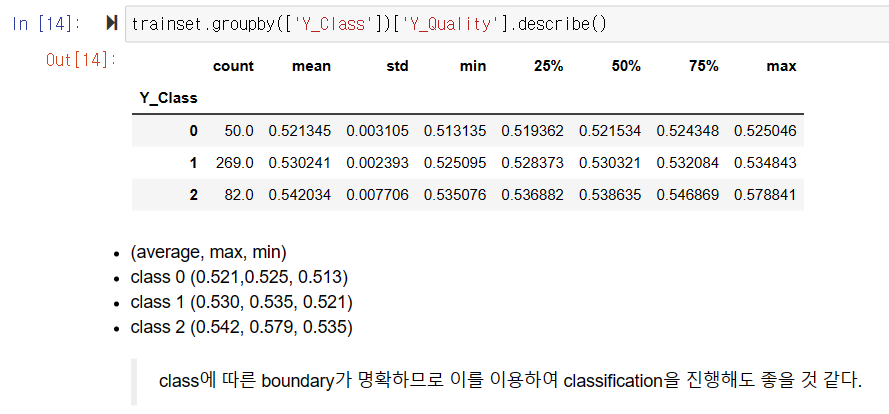 In [14]: trainset.groupby(['Y_Class'])['Y_Quality'].describe()
Out[14]:
count mean std min 25% 50% 75% max
Y_Class
0 50.0 0.521345 0.003105 0.513135 0.519362 0.521534 0.524348 0.525046
1 269.0 0.530241 0.002393 0.525095 0.528373 0.530321 0.532084 0.534843
2 82.0 0.542034 0.007706 0.535076 0.536882 0.538635 0.546869 0.578841
• (average, max, min)
• class 0 (0.521,0.525, 0.513)
• class 1 (0.530, 0.535, 0.521)
• class 2 (0.542, 0.579, 0.535)
class에 따른 boundary가 명확하므로 이를 이용하여 classification을 진행해도 좋을 것 같다.